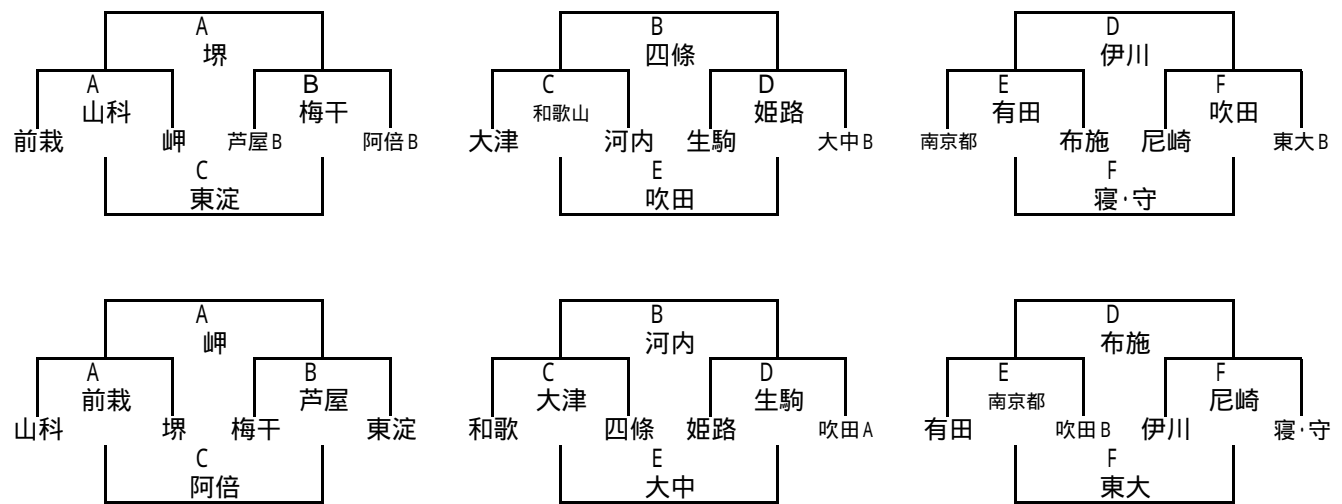 A B D
堺 四條 伊川
A B C D E F
山科 梅干 和歌山 姫路 有田 吹田
前栽 岬 芦屋B 阿倍B 大津 河内 生駒 大中B 南京都 布施 尼崎 東大B
C E F
東淀 吹田 寝·守
A B D
岬 河内 布施
A B C D E F
前栽 芦屋 大津 生駒 南京都 尼崎
山科 堺 梅干 東淀 和歌 四條 姫路 吹田A 有田 吹田B 伊川 寝·守
C E F
阿倍 大中 東大